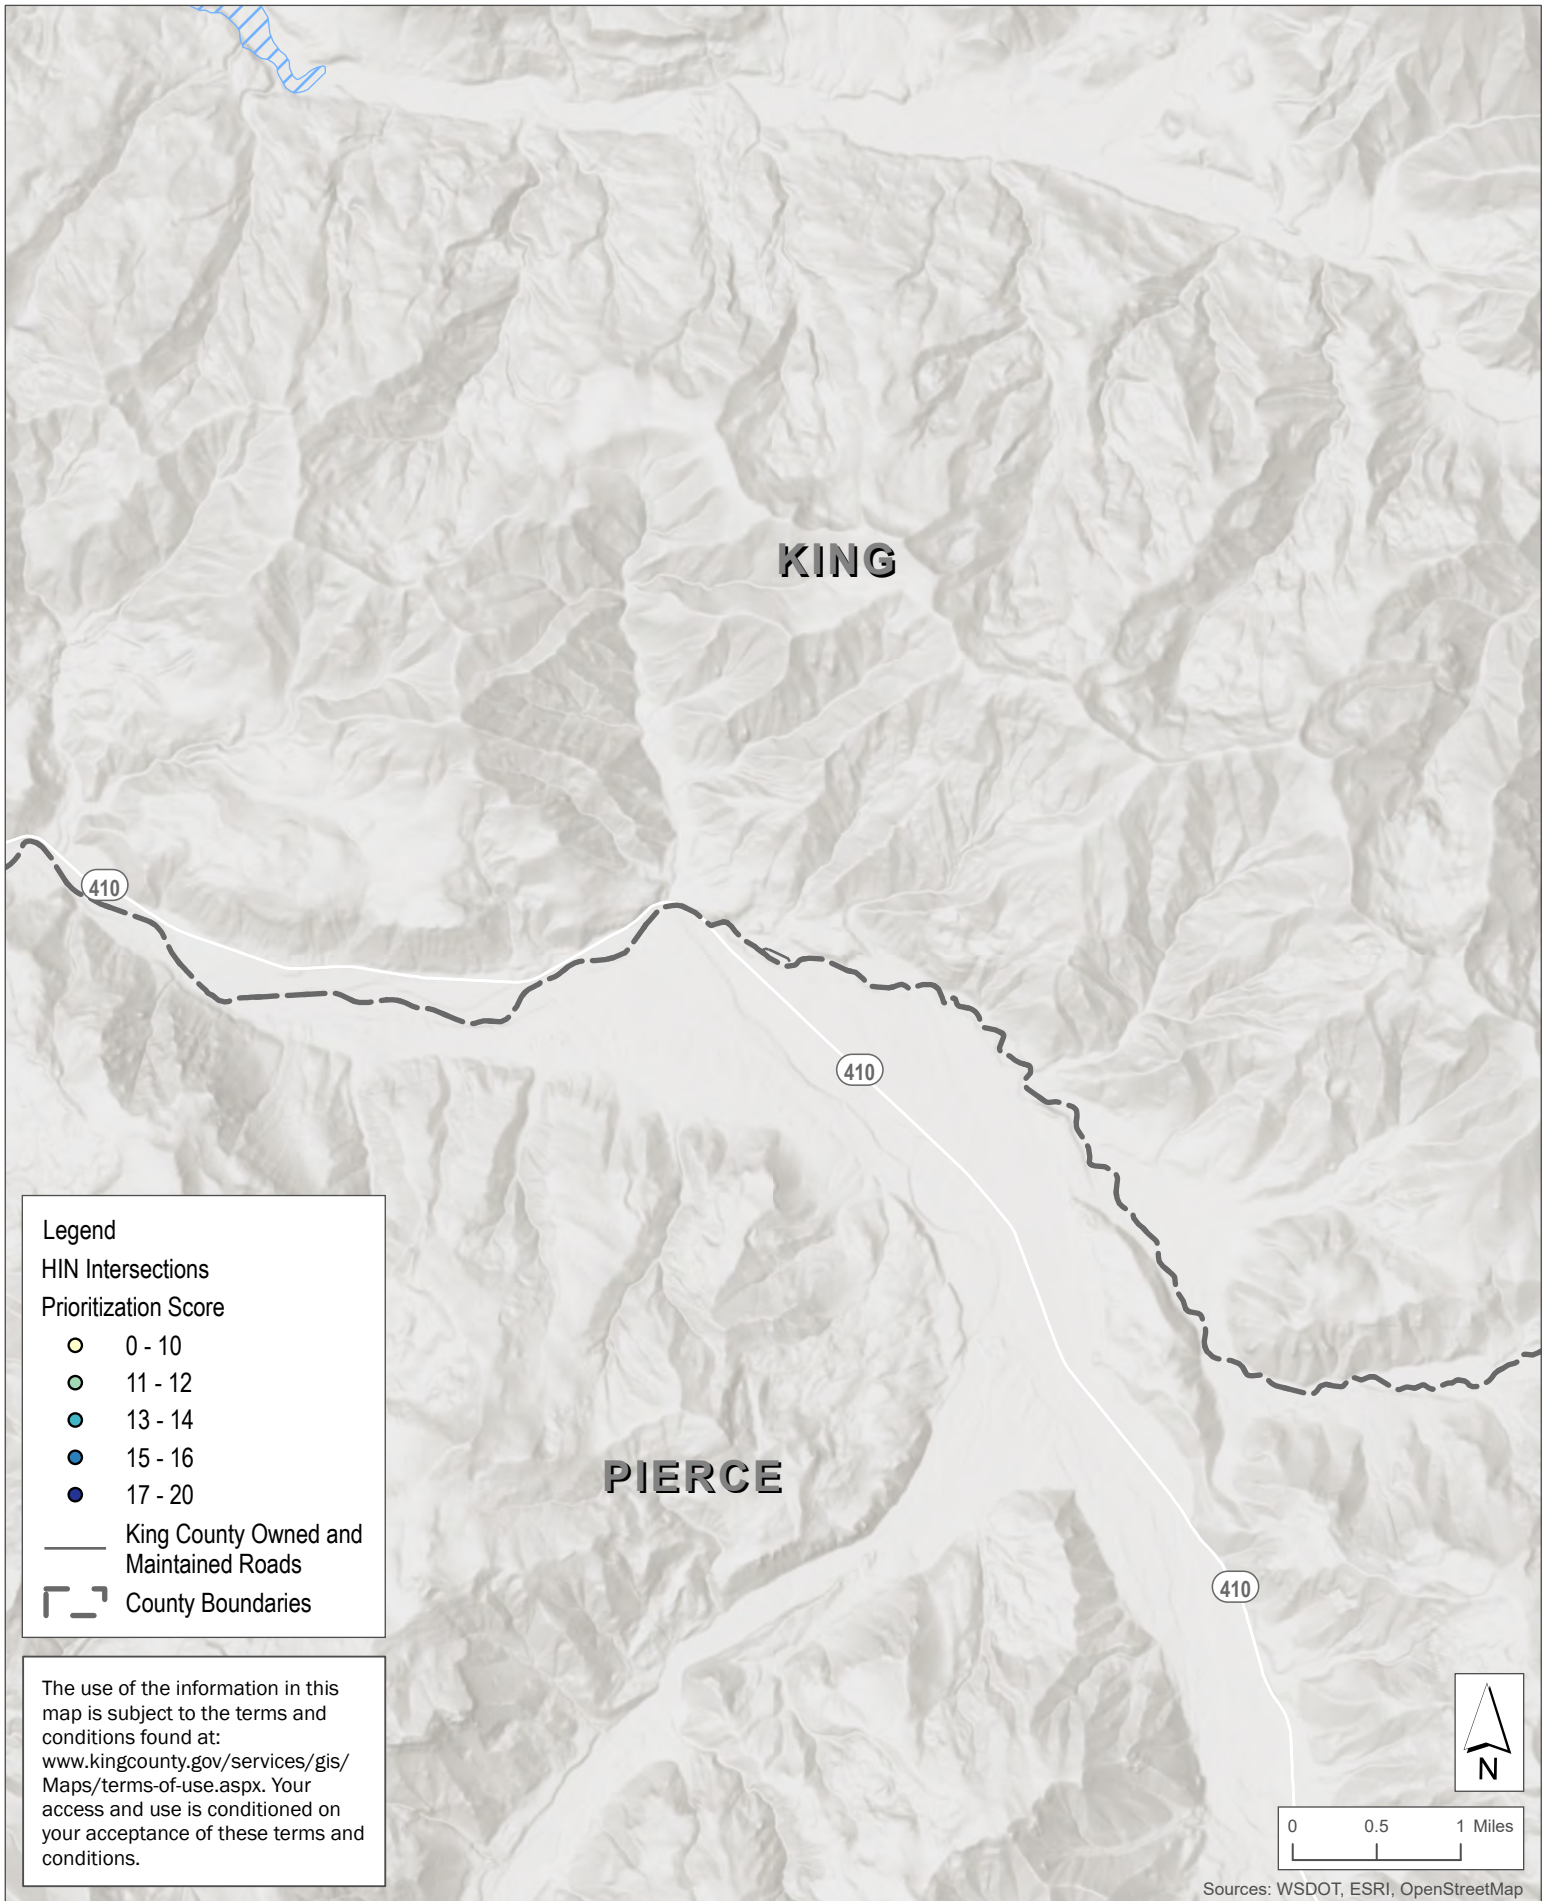 KING
410
410
PIERCE
410
Legend
HIN Intersections
Prioritization Score
0 - 10
11 - 12
13 - 14
15 - 16
17 - 20
King County Owned and
Maintained Roads
County Boundaries
The use of the information in this
map is subject to the terms and
conditions found at:
www.kingcounty.gov/services/gis/
Maps/terms-of-use.aspx. Your
access and use is conditioned on
your acceptance of these terms and
conditions.
N
0 0.5 1 Miles
Sources: WSDOT, ESRI, OpenStreetMap